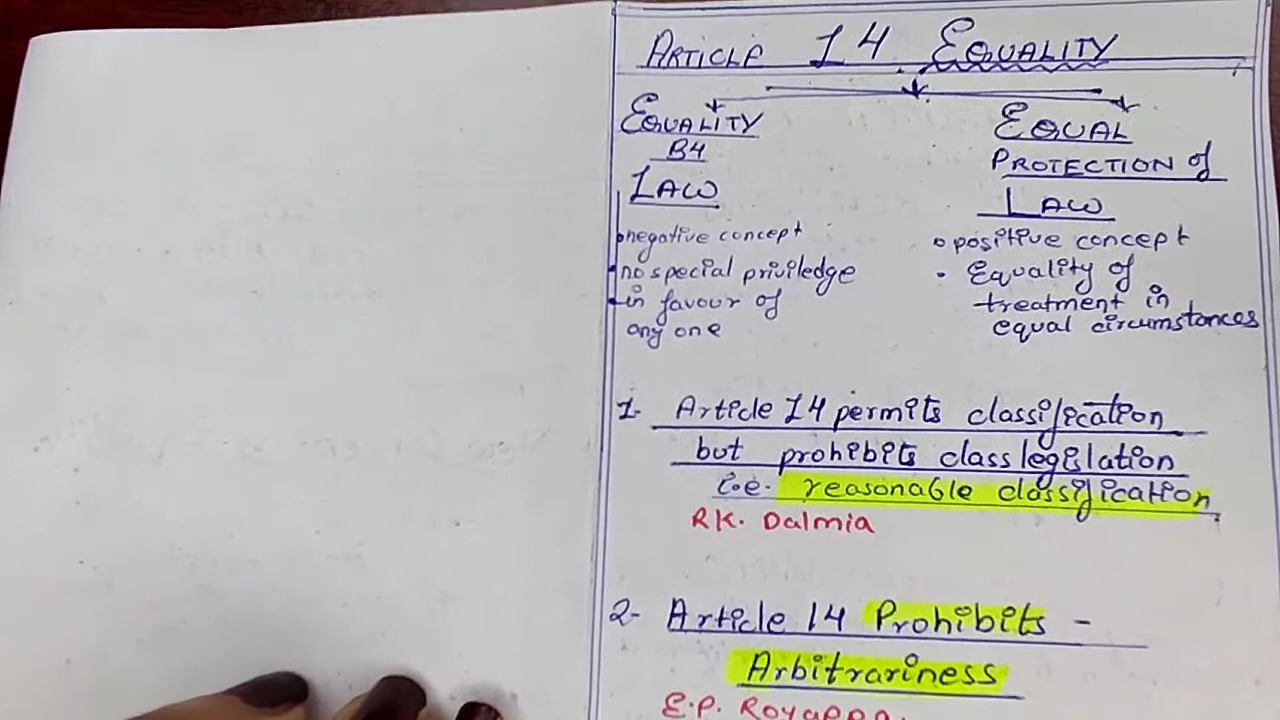 ARTICLE 14 EQUALITY
EQUALITY
B4
LAW
negative concept
no special priviledge
in favour of
any one
EQUAL
PROTECTION of
LAW
positive concept
Equality of
treatment in
equal circumstances
1- Article 14 permits classification
but prohibits class legislation
i.e. reasonable classification
RK. Dalmia
2- Article 14 Prohibits -
Arbitrariness
E.P. Royappa.